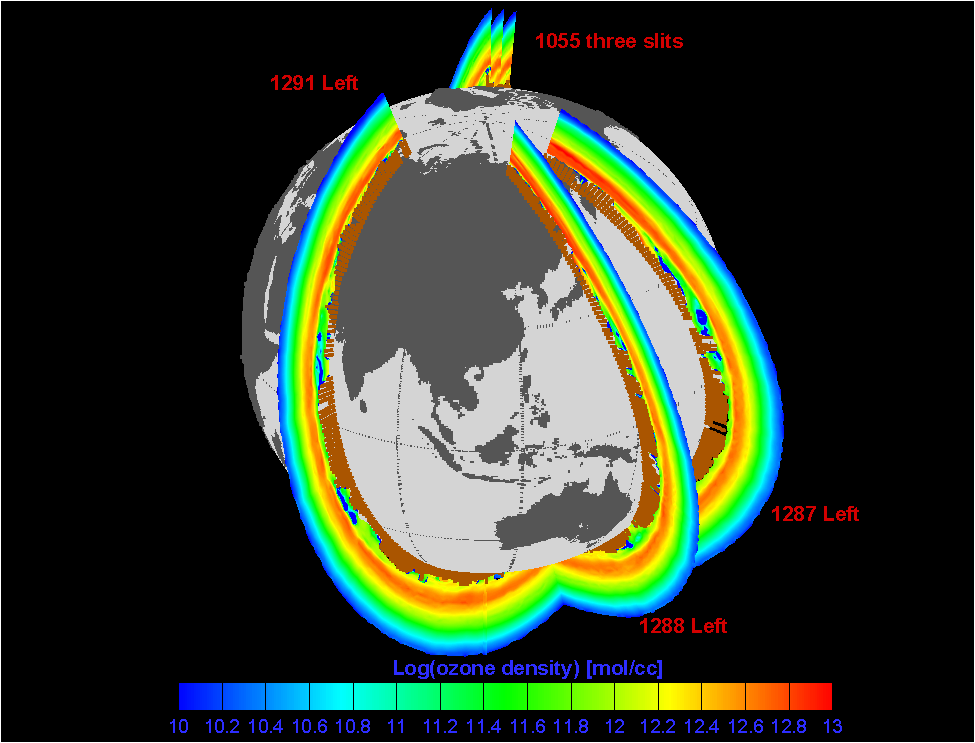 1055 three slits
1291 Left
1287 Left
1288 Left
Log(ozone density) [mol/cc]
10 10.2 10.4 10.6 10.8 11 11.2 11.4 11.6 11.8 12 12.2 12.4 12.6 12.8 13